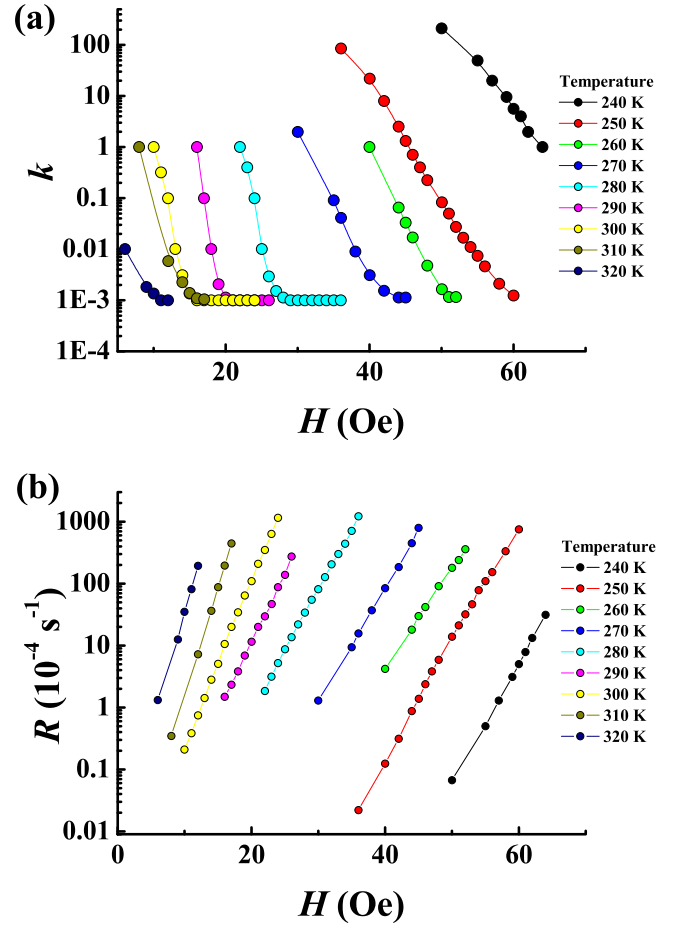 (a)
100
10
1
0.1
0.01
1E-3
1E-4
k
20
40
60
H (Oe)
Temperature
240 K
250 K
260 K
270 K
280 K
290 K
300 K
310 K
320 K
(b)
1000
100
10
1
0.1
0.01
R (10⁻⁴ s⁻¹)
0
20
40
60
H (Oe)
Temperature
240 K
250 K
260 K
270 K
280 K
290 K
300 K
310 K
320 K